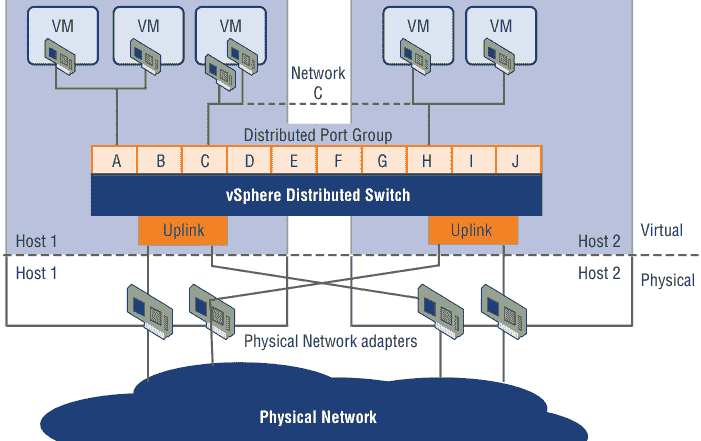 VM
VM
VM
VM
VM
Network
C
Distributed Port Group
A B C D E F G H I J
vSphere Distributed Switch
Uplink
Uplink
Host 1
Host 2
Virtual
Host 1
Host 2
Physical
Physical Network adapters
Physical Network